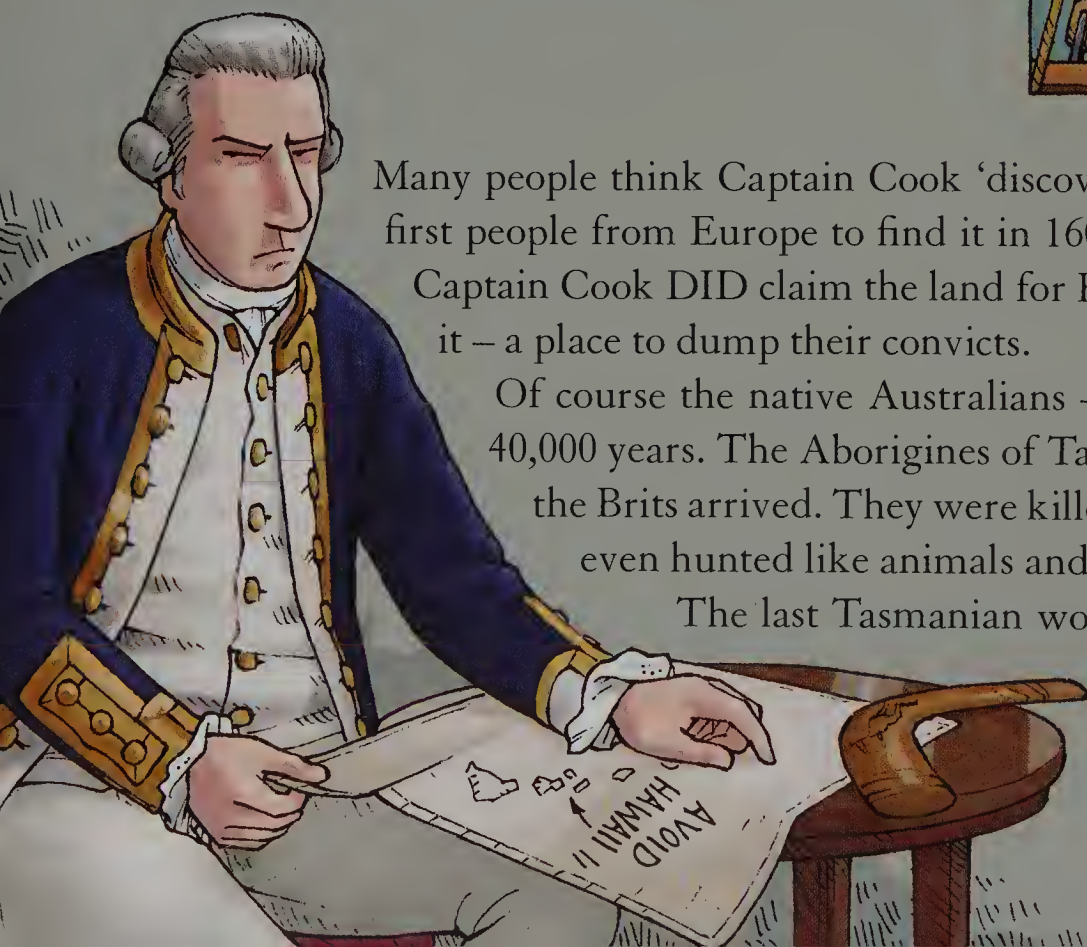 Many people think Captain Cook ‘discov
first people from Europe to find it in 160
Captain Cook DID claim the land for
it – a place to dump their convicts.
Of course the native Australians –
40,000 years. The Aborigines of Ta
the Brits arrived. They were kill
even hunted like animals and
The last Tasmanian wo
AVOID
HAWAII !!